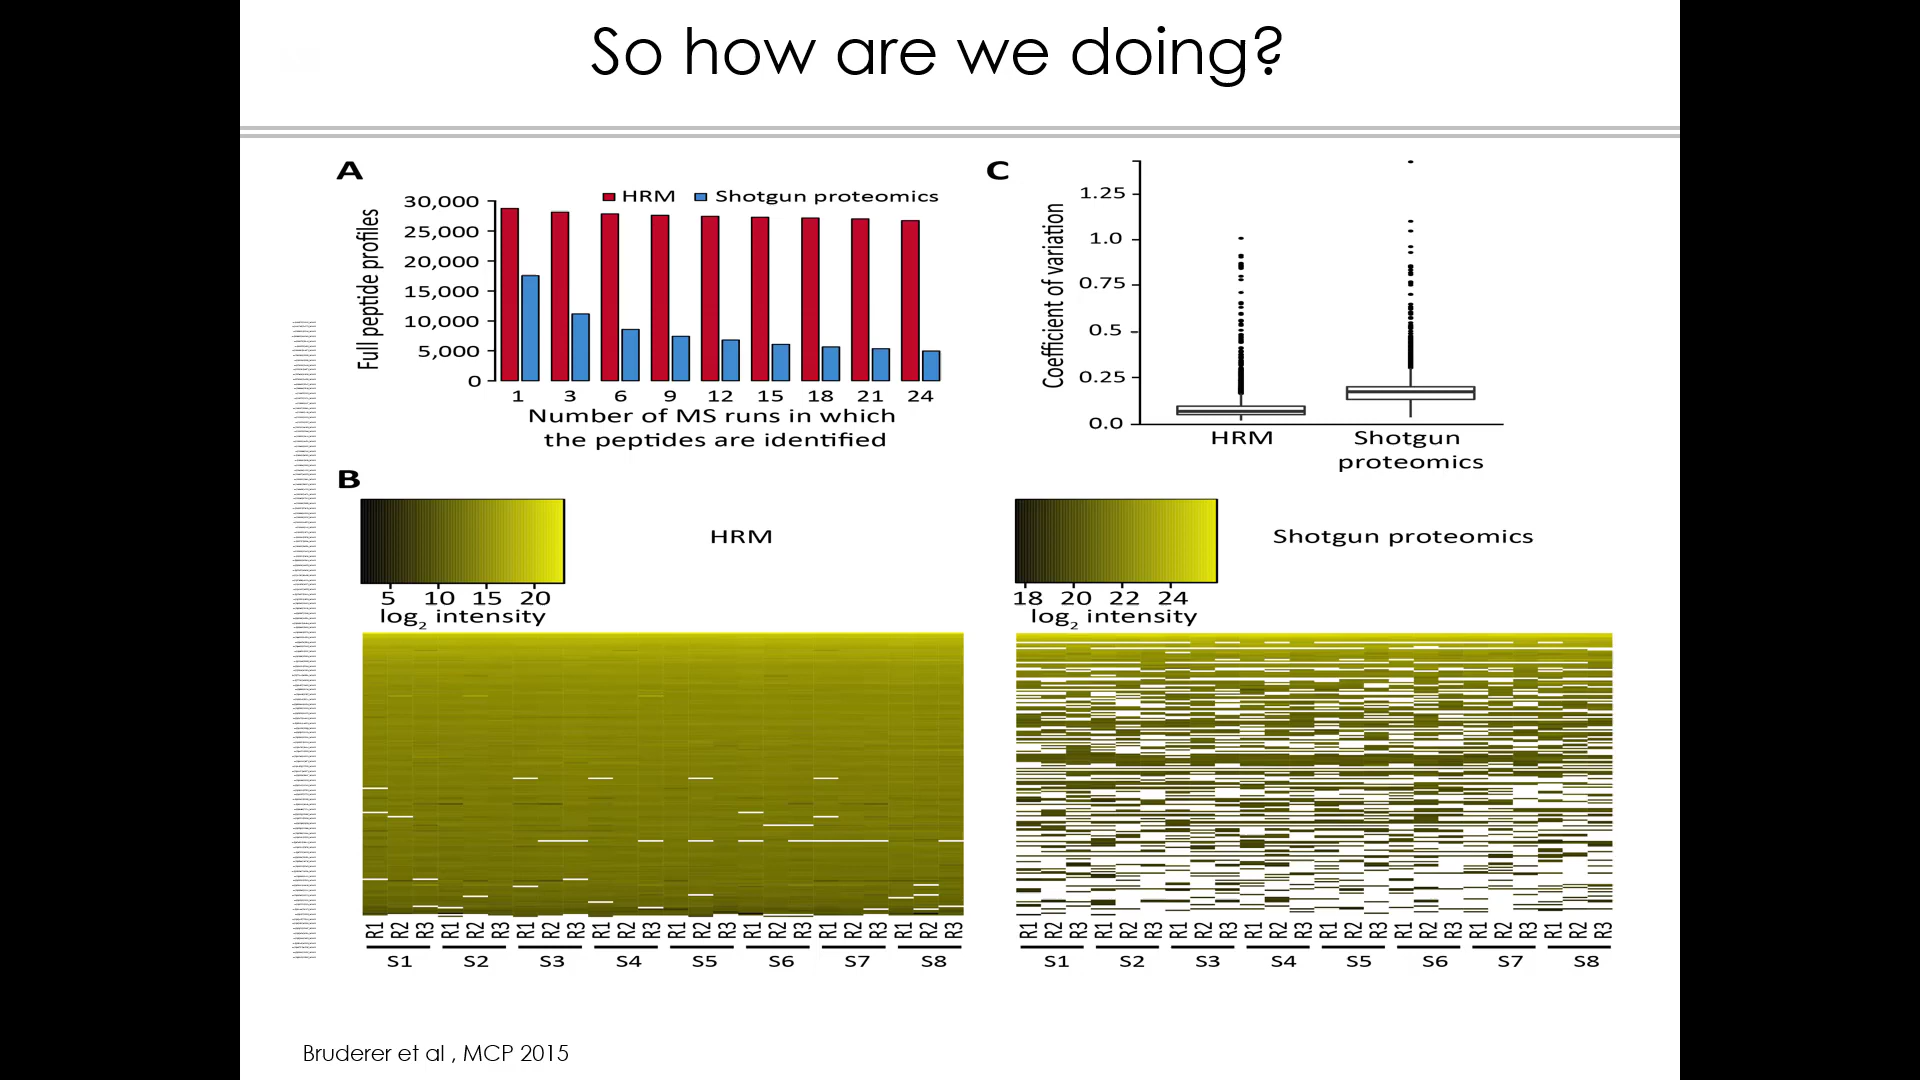 So how are we doing?
A
HRM Shotgun proteomics
Full peptide profiles
30,000
25,000
20,000
15,000
10,000
5,000
0
1 3 6 9 12 15 18 21 24
Number of MS runs in which
the peptides are identified
C
Coefficient of variation
1.25
1.0
0.75
0.5
0.25
0.0
HRM Shotgun
proteomics
B
HRM
5 10 15 20
log2 intensity
R1 R2 R3 R1 R2 R3 R1 R2 R3 R1 R2 R3 R1 R2 R3 R1 R2 R3 R1 R2 R3 R1 R2 R3
S1 S2 S3 S4 S5 S6 S7 S8
Shotgun proteomics
18 20 22 24
log2 intensity
R1 R2 R3 R1 R2 R3 R1 R2 R3 R1 R2 R3 R1 R2 R3 R1 R2 R3 R1 R2 R3 R1 R2 R3
S1 S2 S3 S4 S5 S6 S7 S8
Bruderer et al , MCP 2015